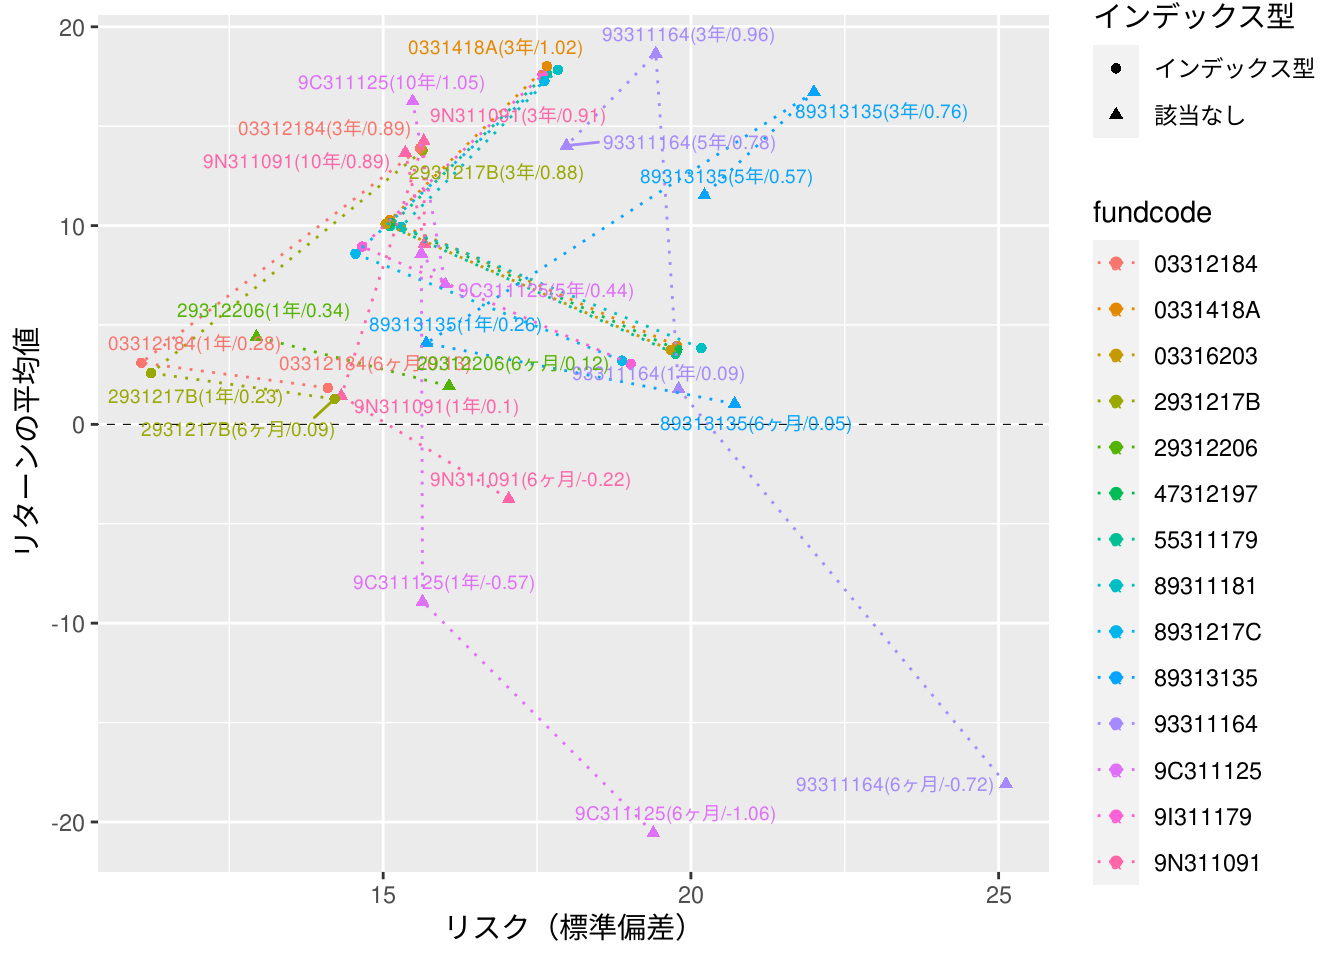 インデックス型
インデックス型
該当なし
fundcode
03312184
0331418A
03316203
2931217B
29312206
47312197
55311179
89311181
8931217C
89313135
93311164
9C311125
9I311179
9N311091
リターンの平均値
20
10
0
-10
-20
15
20
25
リスク（標準偏差）
93311164(3年/0.96)
0331418A(3年/1.02)
9C311125(10年/1.05)
89313135(3年/0.76)
9N311091(3年/0.91)
03312184(3年/0.89)
93311164(5年/0.78)
9N311091(10年/0.89)
2931217B(3年/0.88)
89313135(5年/0.57)
9C311125(5年/0.44)
29312206(1年/0.34)
89313135(1年/0.26)
03312184(1年/0.28)
03312184(6ヶ月/
29312206(6ヶ月/0.12)
93311164(1年/0.09)
2931217B(1年/0.23)
9N311091(1年/0.1)
89313135(6ヶ月/0.05)
2931217B(6ヶ月/0.09)
9N311091(6ヶ月/-0.22)
9C311125(1年/-0.57)
93311164(6ヶ月/-0.72)
9C311125(6ヶ月/-1.06)